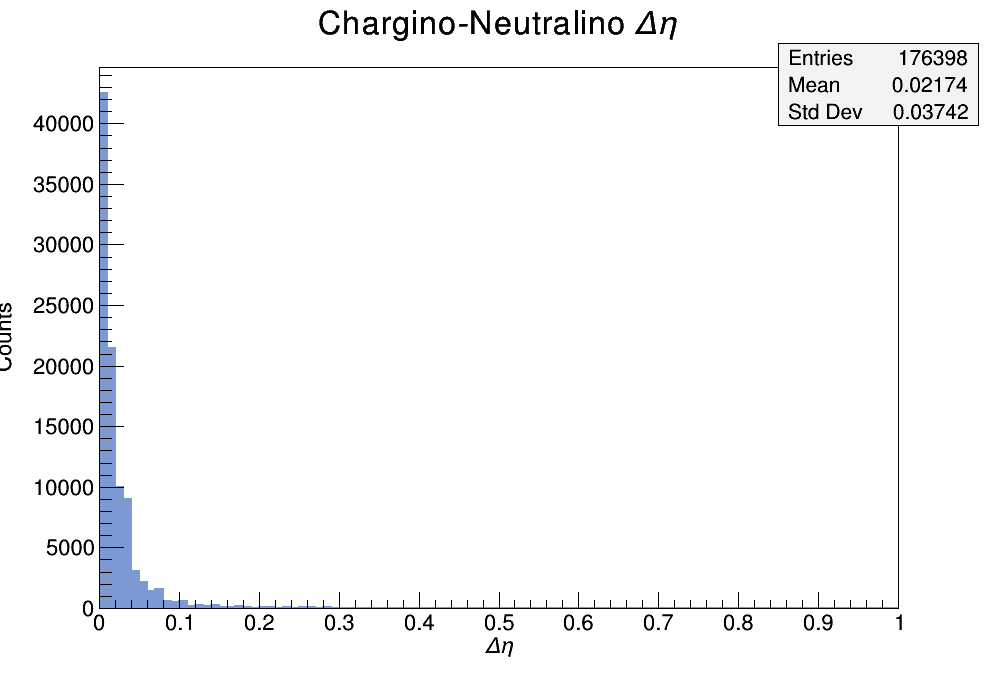 Chargino-Neutralino Δη
Entries 176398
Mean 0.02174
Std Dev 0.03742
40000
35000
30000
25000
20000
15000
10000
5000
0
Counts
0 0.1 0.2 0.3 0.4 0.5 0.6 0.7 0.8 0.9 1
Δη